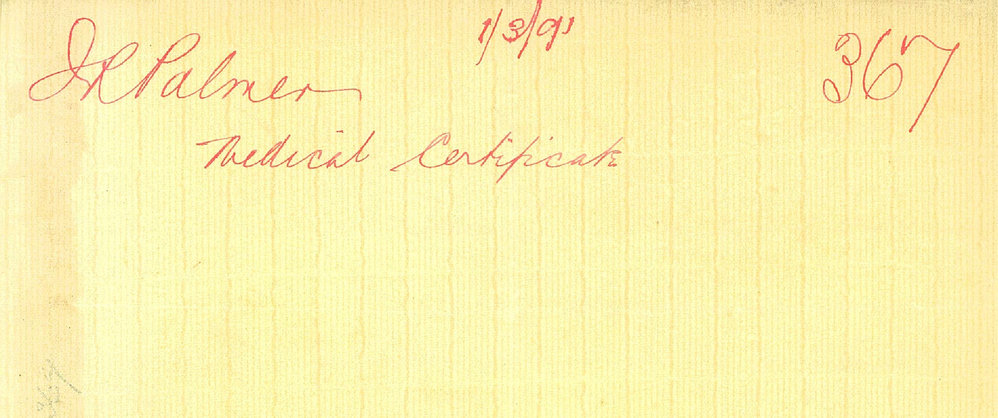 1/3/91
J R Palmer 367
Medical Certificate